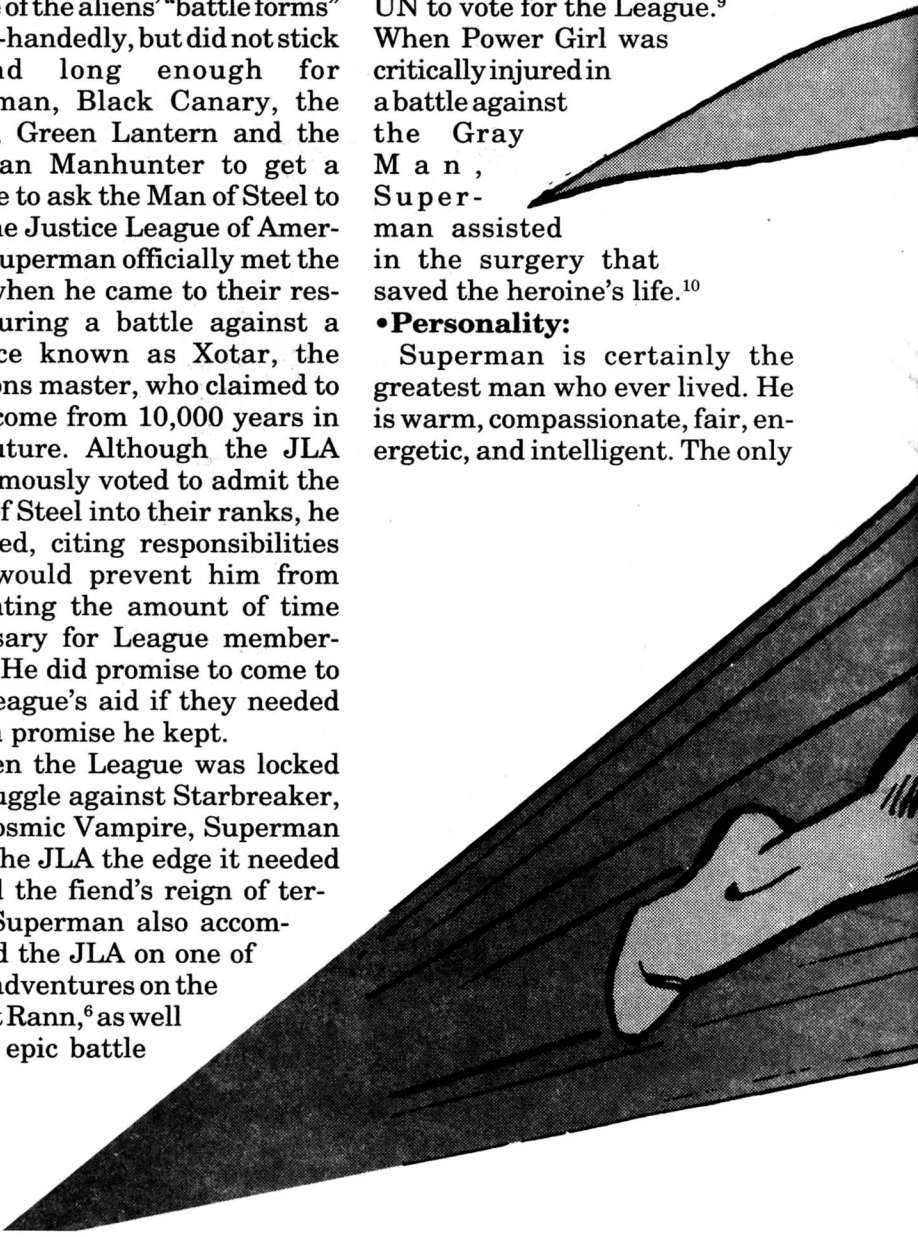 of the aliens’ “battle forms”
-handedly, but did not stick
long enough for
man, Black Canary, the
Green Lantern and the
an Manhunter to get a
e to ask the Man of Steel to
ne Justice League of Amer-
uperman officially met the
when he came to their res-
uring a battle against a
ce known as Xotar, the
ons master, who claimed to
come from 10,000 years in
uture. Although the JLA
mously voted to admit the
f Steel into their ranks, he
ed, citing responsibilities
would prevent him from
ating the amount of time
sary for League member-
He did promise to come to
eague’s aid if they needed
a promise he kept.
en the League was locked
uggle against Starbreaker,
osmic Vampire, Superman
he JLA the edge it needed
d the fiend’s reign of ter-
Superman also accom-
d the JLA on one of
adventures on the
t Rann,⁶ as well
epic battle
UN to vote for the League.⁹
When Power Girl was
critically injured in
a battle against
the Gray
Man,
Super-
man assisted
in the surgery that
saved the heroine’s life.¹⁰
•Personality:
Superman is certainly the
greatest man who ever lived. He
is warm, compassionate, fair, en-
ergetic, and intelligent. The only